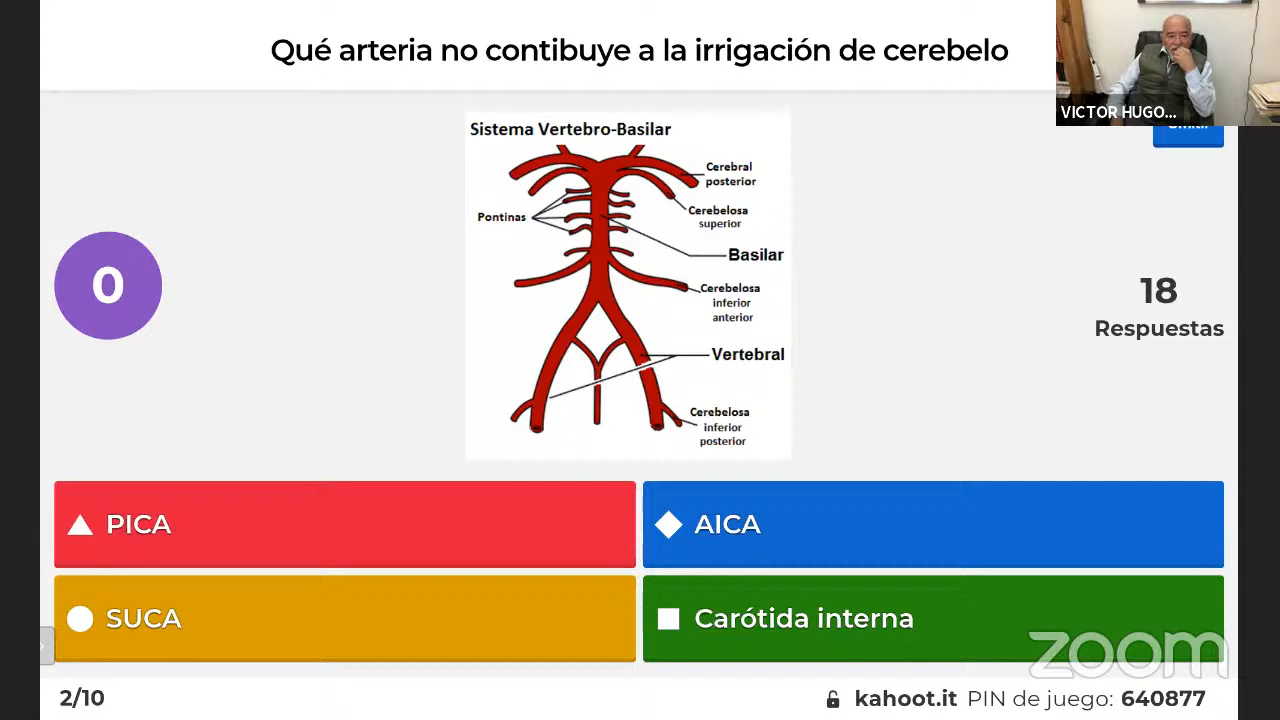 Qué arteria no contibuye a la irrigación de cerebelo
VICTOR HUGO...
Sistema Vertebro-Basilar
Cerebral
posterior
Cerebelosa
superior
Pontinas
Basilar
Cerebelosa
inferior
anterior
Vertebral
Cerebelosa
inferior
posterior
0
18
Respuestas
PICA
AICA
SUCA
Carótida interna
zoom
2/10
kahoot.it PIN de juego: 640877